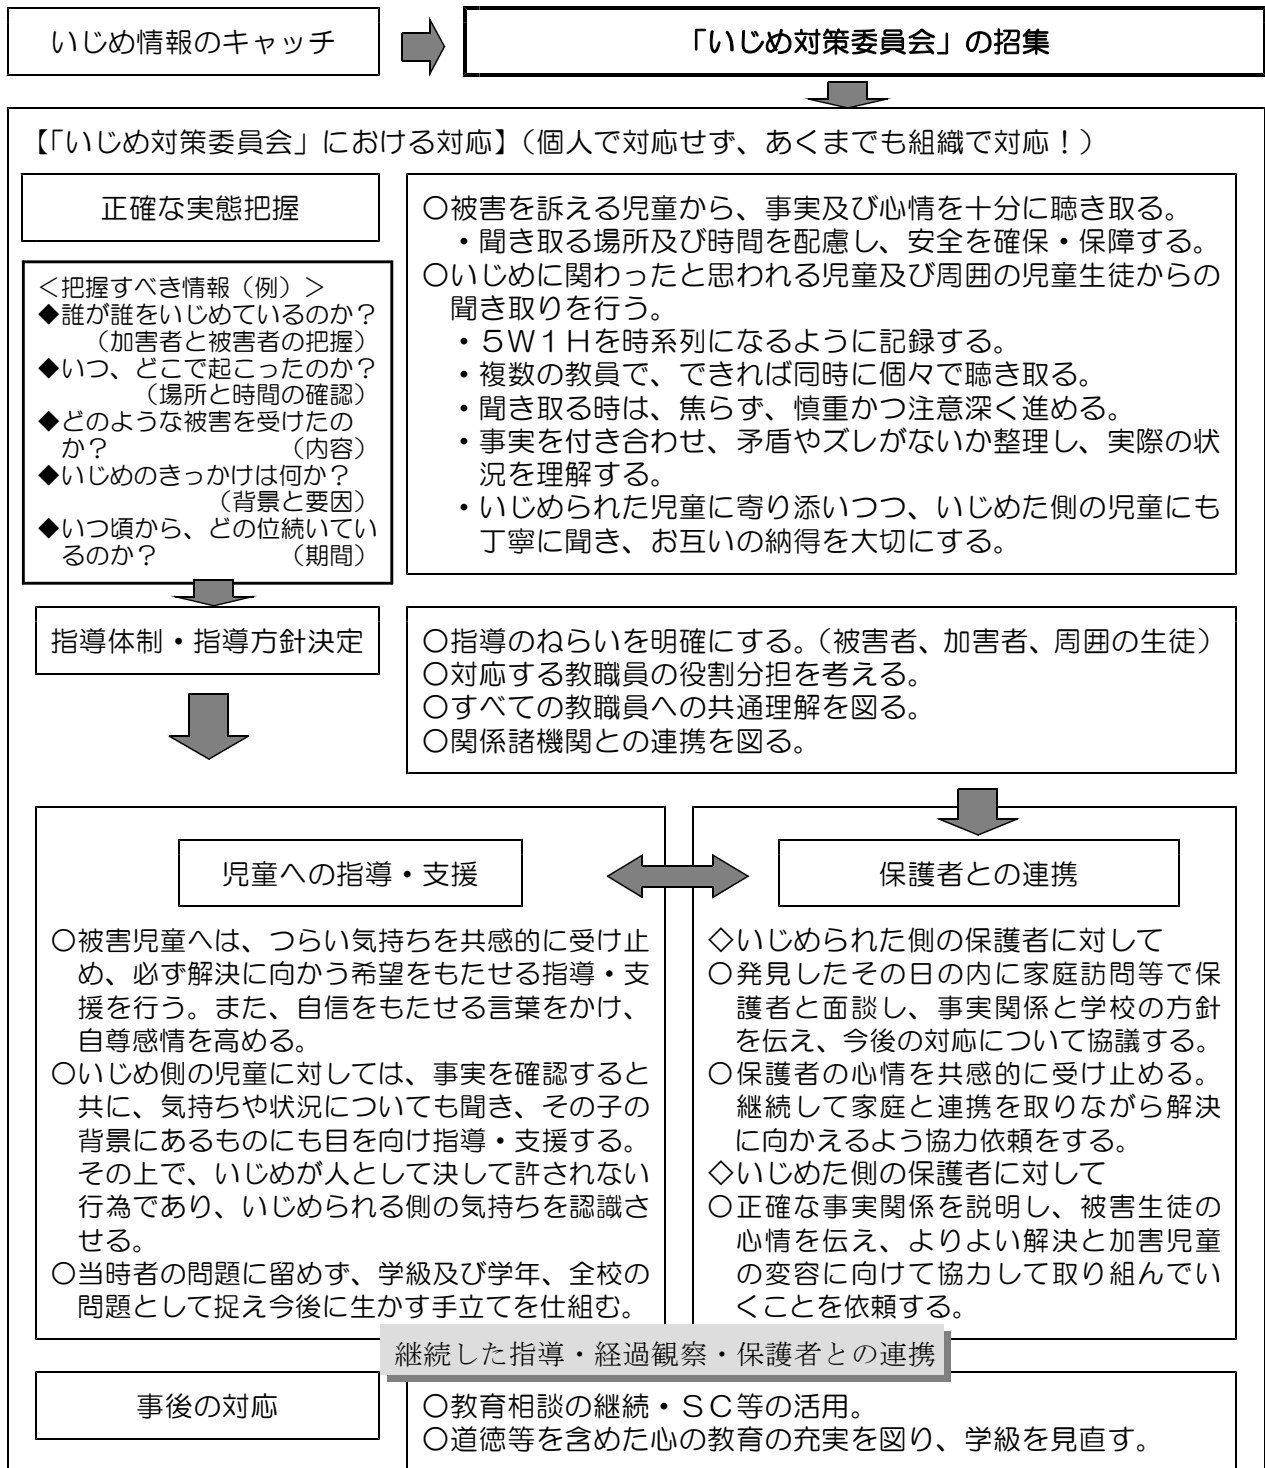 いじめ情報のキャッチ
「いじめ対策委員会」の招集
【「いじめ対策委員会」における対応】（個人で対応せず、あくまでも組織で対応！）
正確な実態把握
＜把握すべき情報（例）＞
◆誰が誰をいじめているのか？
（加害者と被害者の把握）
◆いつ、どこで起こったのか？
（場所と時間の確認）
◆どのような被害を受けたの
か？　　　　　　　　（内容）
◆いじめのきっかけは何か？
（背景と要因）
◆いつ頃から、どの位続いてい
るのか？　　　　　　（期間）
〇被害を訴える児童から、事実及び心情を十分に聴き取る。
・聞き取る場所及び時間を配慮し、安全を確保・保障する。
〇いじめに関わったと思われる児童及び周囲の児童生徒からの
聞き取りを行う。
・５Ｗ１Ｈを時系列になるように記録する。
・複数の教員で、できれば同時に個々で聴き取る。
・聞き取る時は、焦らず、慎重かつ注意深く進める。
・事実を付き合わせ、矛盾やズレがないか整理し、実際の状
況を理解する。
・いじめられた児童に寄り添いつつ、いじめた側の児童にも
丁寧に聞き、お互いの納得を大切にする。
指導体制・指導方針決定
〇指導のねらいを明確にする。（被害者、加害者、周囲の生徒）
〇対応する教職員の役割分担を考える。
〇すべての教職員への共通理解を図る。
〇関係諸機関との連携を図る。
児童への指導・支援
〇被害児童へは、つらい気持ちを共感的に受け止
め、必ず解決に向かう希望をもたせる指導・支
援を行う。また、自信をもたせる言葉をかけ、
自尊感情を高める。
〇いじめ側の児童に対しては、事実を確認すると
共に、気持ちや状況についても聞き、その子の
背景にあるものにも目を向け指導・支援する。
その上で、いじめが人として決して許されない
行為であり、いじめられる側の気持ちを認識さ
せる。
〇当時者の問題に留めず、学級及び学年、全校の
問題として捉え今後に生かす手立てを仕組む。
保護者との連携
◇いじめられた側の保護者に対して
〇発見したその日の内に家庭訪問等で保
護者と面談し、事実関係と学校の方針
を伝え、今後の対応について協議する。
〇保護者の心情を共感的に受け止める。
継続して家庭と連携を取りながら解決
に向かえるよう協力依頼をする。
◇いじめた側の保護者に対して
〇正確な事実関係を説明し、被害生徒の
心情を伝え、よりよい解決と加害児童
の変容に向けて協力して取り組んでい
くことを依頼する。
継続した指導・経過観察・保護者との連携
事後の対応
〇教育相談の継続・ＳＣ等の活用。
〇道徳等を含めた心の教育の充実を図り、学級を見直す。